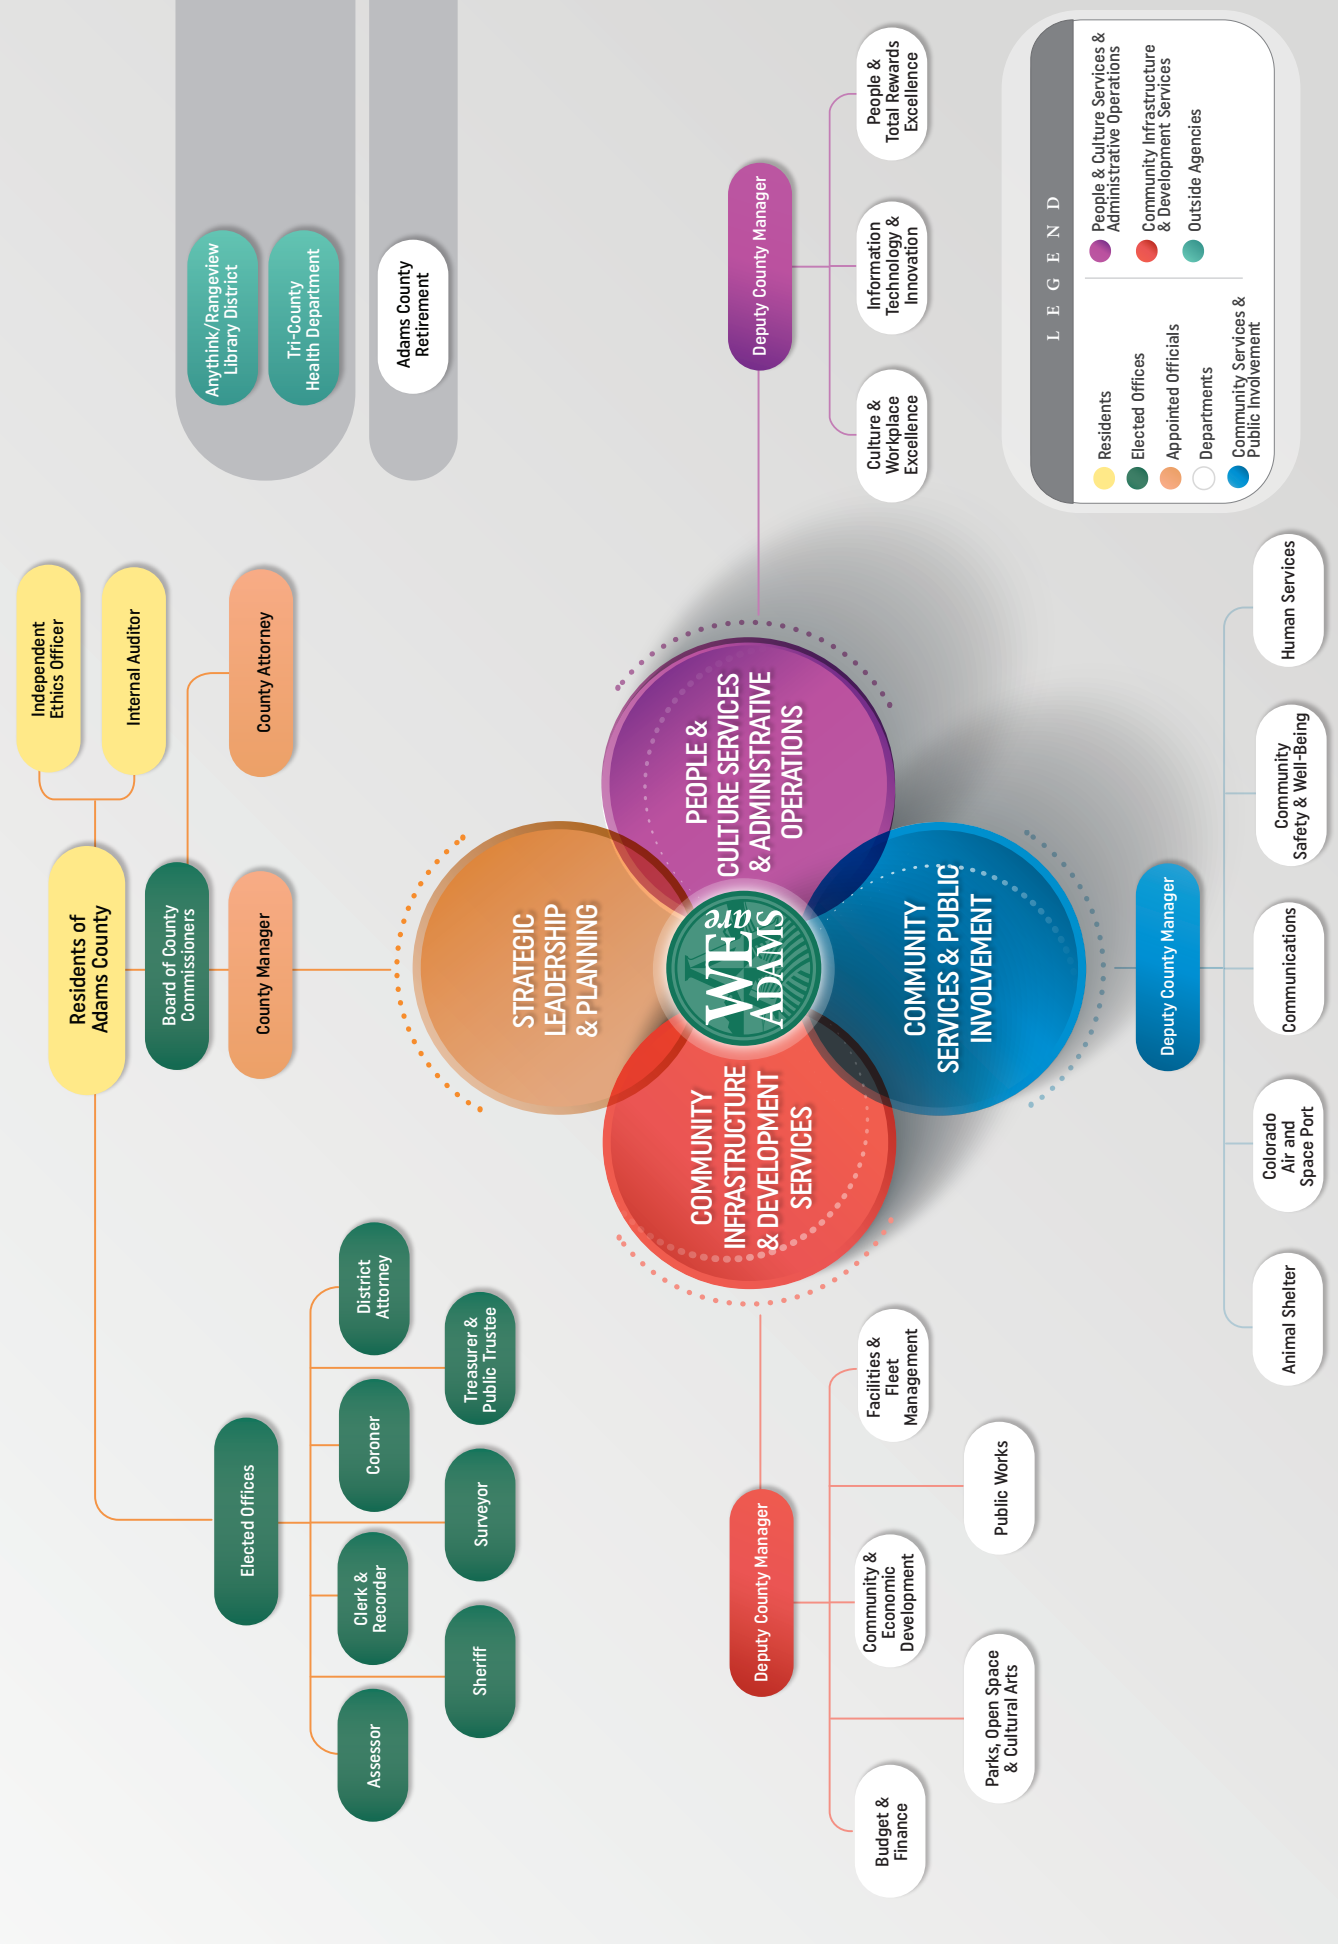 Independent
Ethics Officer
Internal Auditor
Residents of
Adams County
Board of County
Commissioners
County Attorney
County Manager
Anythink/Rangeview
Library District
Tri-County
Health Department
Adams County
Retirement
Elected Offices
Assessor
Clerk &
Recorder
Coroner
District
Attorney
Sheriff
Surveyor
Treasurer &
Public Trustee
STRATEGIC
LEADERSHIP
& PLANNING
COMMUNITY
INFRASTRUCTURE
& DEVELOPMENT
SERVICES
WE
are
ADAMS
PEOPLE &
CULTURE SERVICES
& ADMINISTRATIVE
OPERATIONS
COMMUNITY
SERVICES & PUBLIC
INVOLVEMENT
Deputy County Manager
Budget &
Finance
Community &
Economic
Development
Facilities &
Fleet
Management
Parks, Open Space
& Cultural Arts
Public Works
Deputy County Manager
Culture &
Workplace
Excellence
Information
Technology &
Innovation
People &
Total Rewards
Excellence
Deputy County Manager
Animal Shelter
Colorado
Air and
Space Port
Communications
Community
Safety & Well-Being
Human Services
LEGEND
Residents
Elected Offices
Appointed Officials
Departments
Community Services &
Public Involvement
People & Culture Services &
Administrative Operations
Community Infrastructure
& Development Services
Outside Agencies